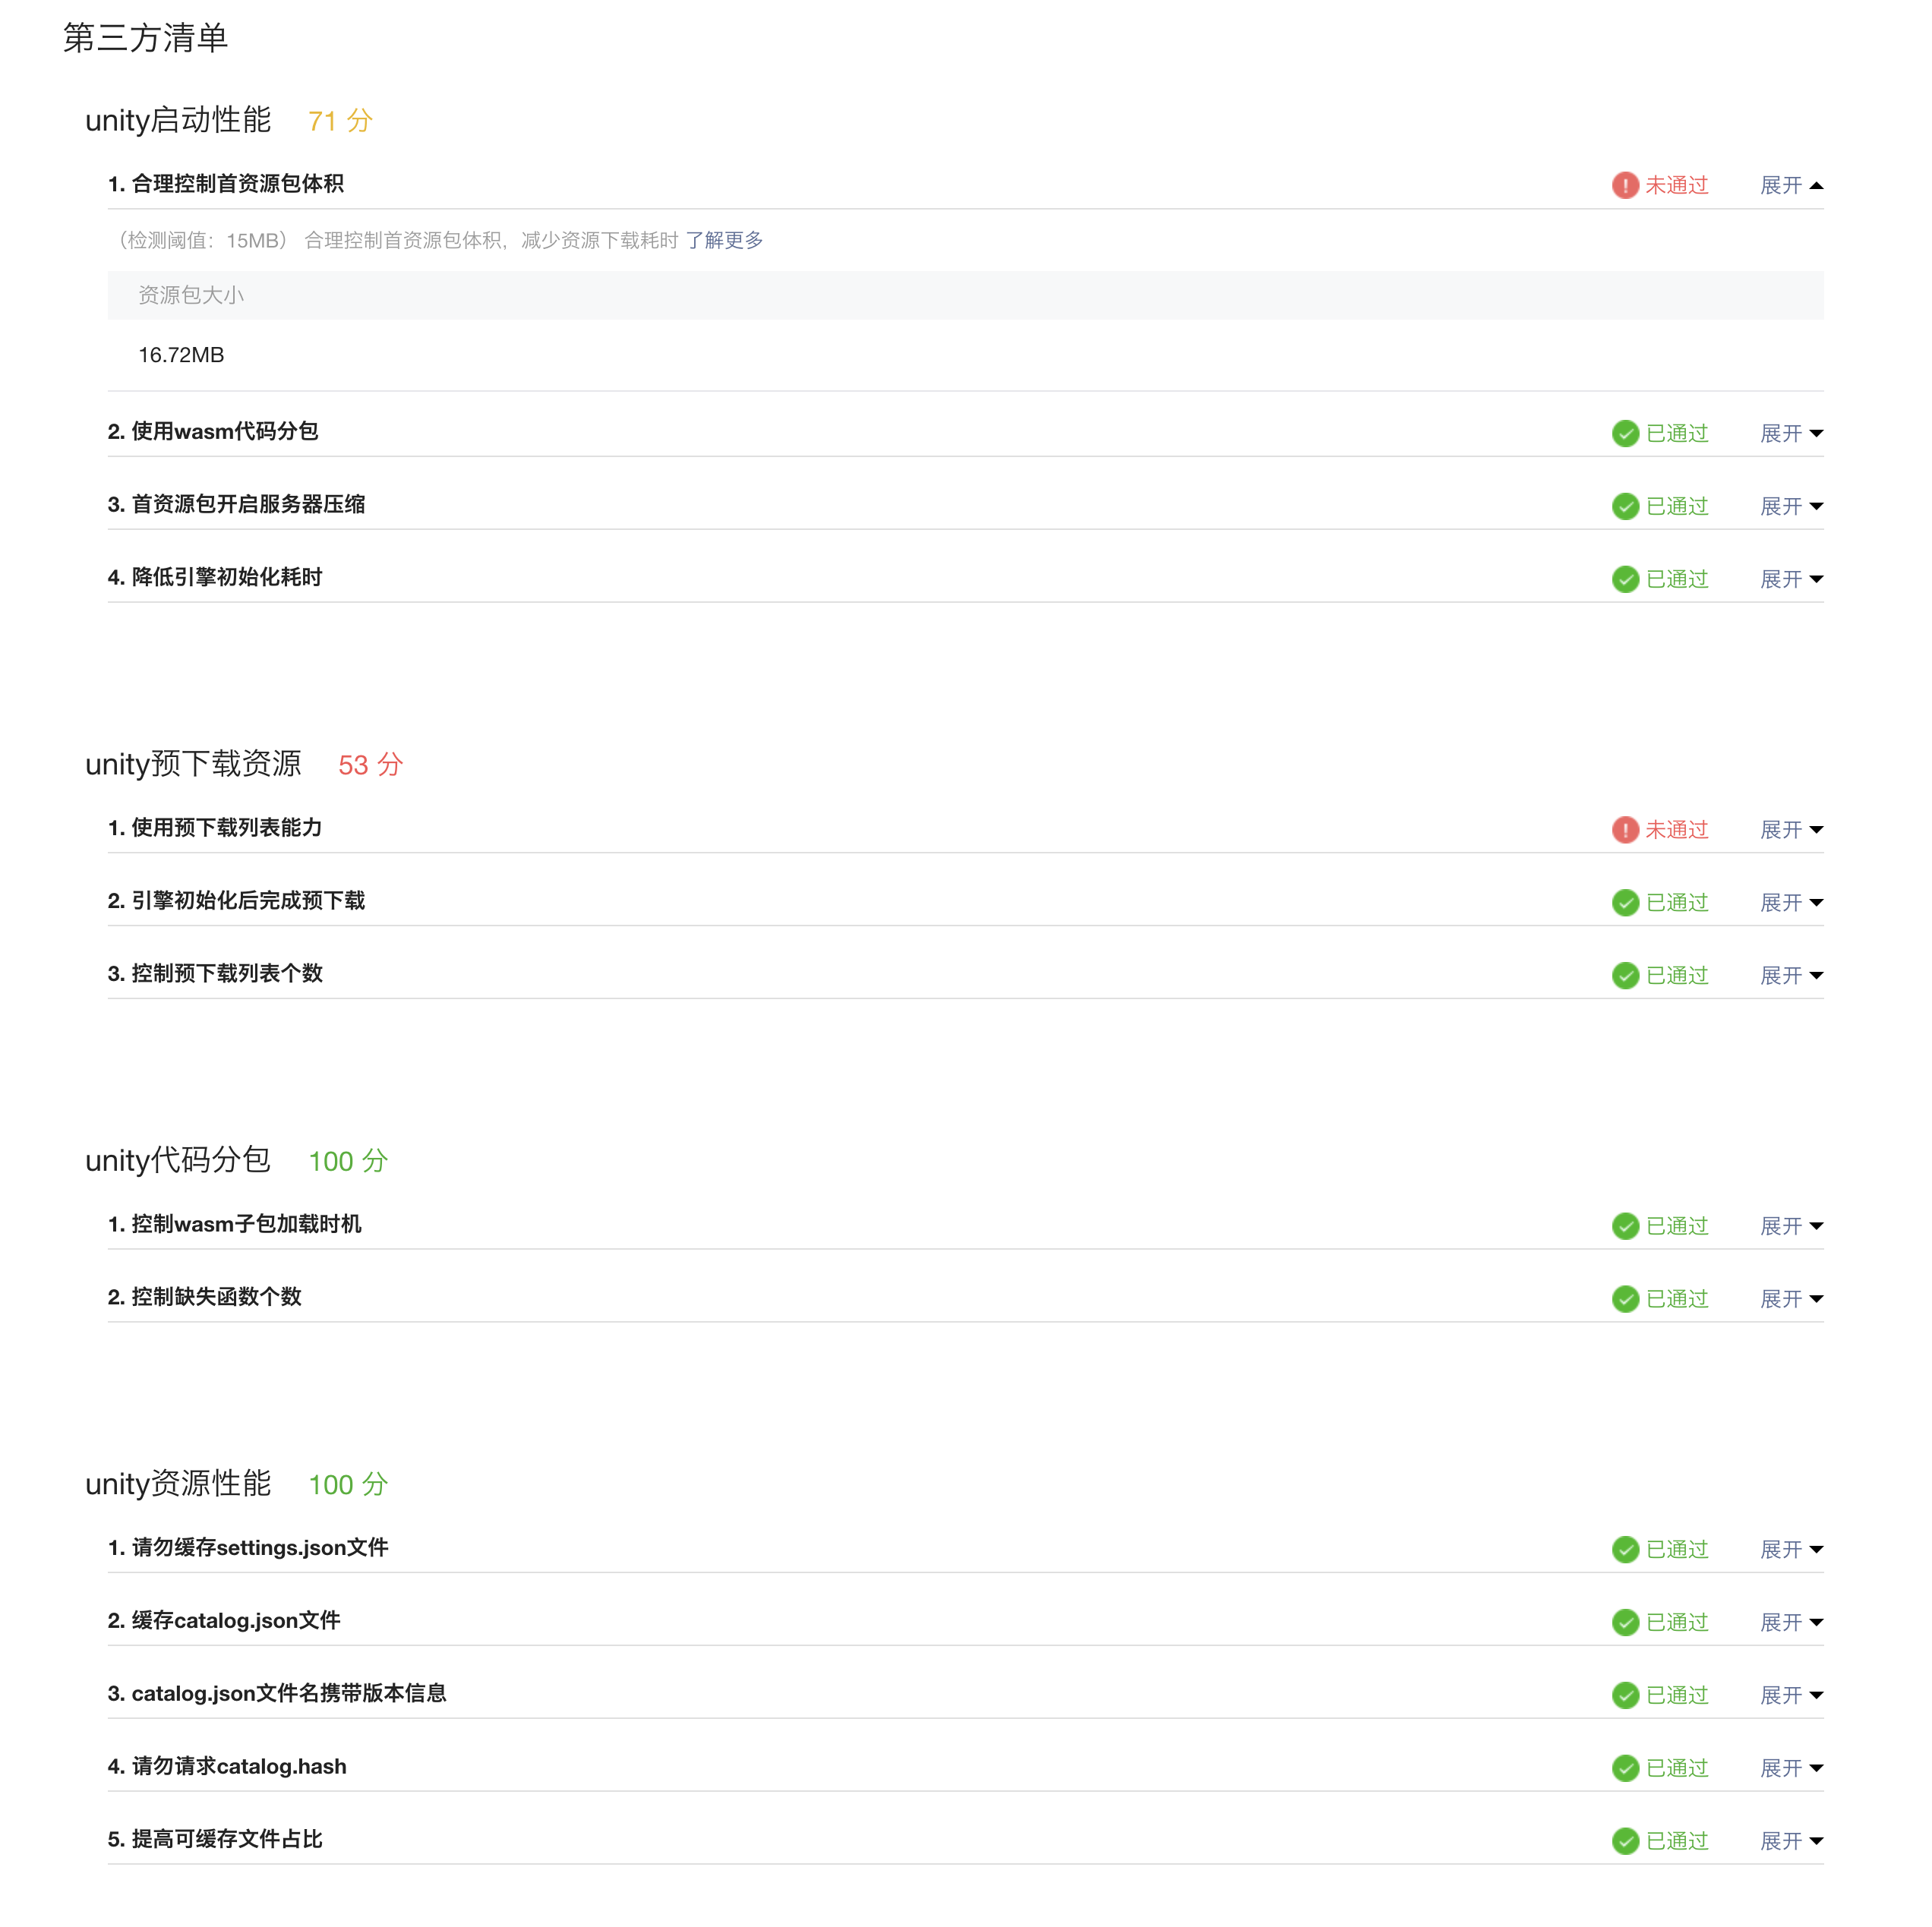 第三方清单
unity启动性能 71 分
1. 合理控制首资源包体积 未通过 展开
（检测阈值：15MB） 合理控制首资源包体积，减少资源下载耗时 了解更多
资源包大小
16.72MB
2. 使用wasm代码分包 已通过 展开
3. 首资源包开启服务器压缩 已通过 展开
4. 降低引擎初始化耗时 已通过 展开
unity预下载资源 53 分
1. 使用预下载列表能力 未通过 展开
2. 引擎初始化后完成预下载 已通过 展开
3. 控制预下载列表个数 已通过 展开
unity代码分包 100 分
1. 控制wasm子包加载时机 已通过 展开
2. 控制缺失函数个数 已通过 展开
unity资源性能 100 分
1. 请勿缓存settings.json文件 已通过 展开
2. 缓存catalog.json文件 已通过 展开
3. catalog.json文件名携带版本信息 已通过 展开
4. 请勿请求catalog.hash 已通过 展开
5. 提高可缓存文件占比 已通过 展开